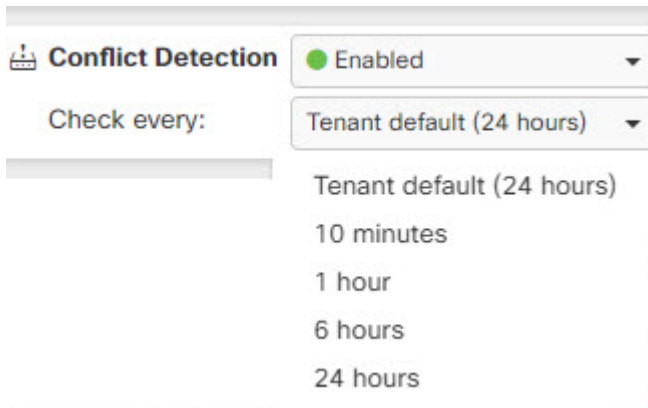 Conflict Detection Enabled
Check every: Tenant default (24 hours)
Tenant default (24 hours)
10 minutes
1 hour
6 hours
24 hours